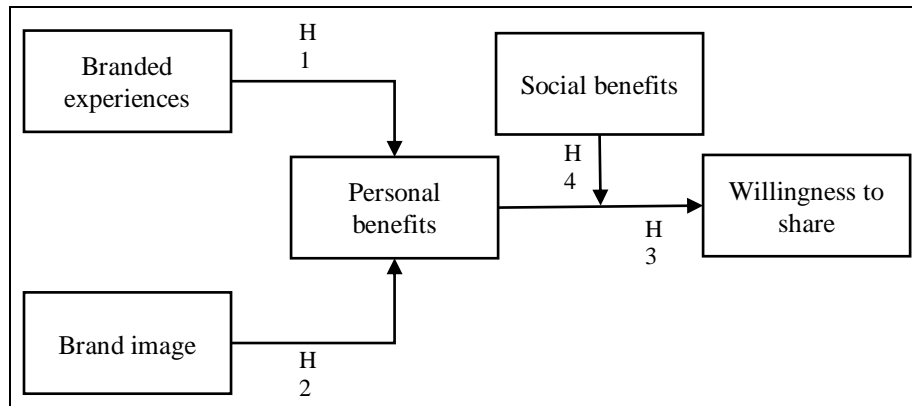 H
1
Branded
experiences
Social benefits
H
4
Personal
benefits
Willingness to
share
H
3
Brand image
H
2